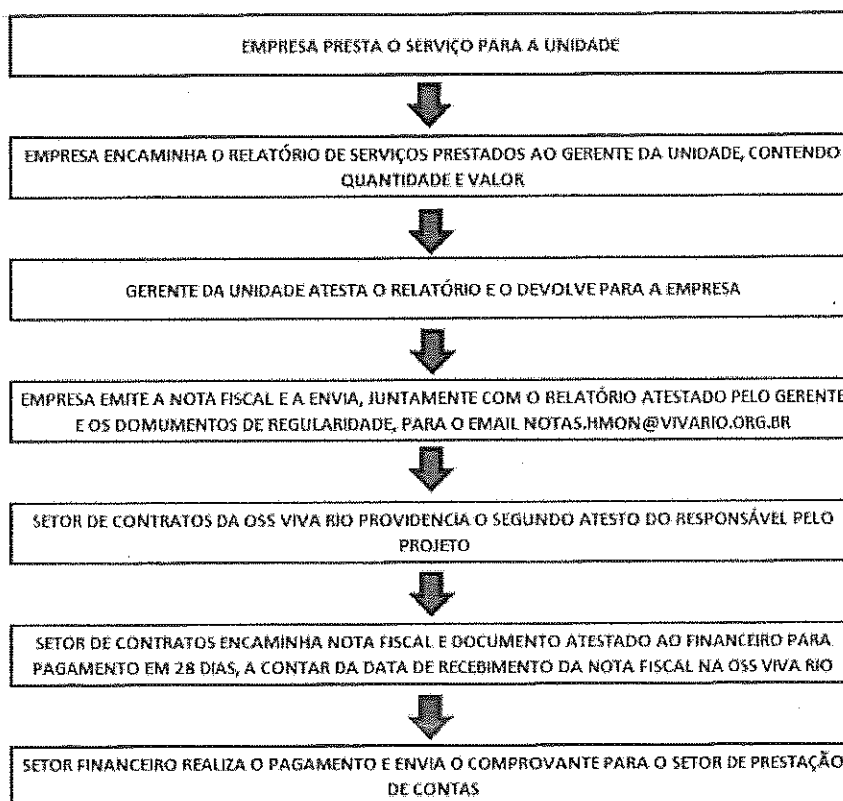 EMPRESA PRESTA O SERVIÇO PARA A UNIDADE
EMPRESA ENCAMINHA O RELATÓRIO DE SERVIÇOS PRESTADOS AO GERENTE DA UNIDADE, CONTENDO
QUANTIDADE E VALOR
GERENTE DA UNIDADE ATESTA O RELATÓRIO E O DEVOLVE PARA A EMPRESA
EMPRESA EMITE A NOTA FISCAL E A ENVIA, JUNTAMENTE COM O RELATÓRIO ATESTADO PELO GERENTE
E OS DOMUMENTOS DE REGULARIDADE, PARA O EMAIL NOTAS.HMON@VIVARIO.ORG.BR
SETOR DE CONTRATOS DA OSS VIVA RIO PROVIDENCIA O SEGUNDO ATESTO DO RESPONSÁVEL PELO
PROJETO
SETOR DE CONTRATOS ENCAMINHA NOTA FISCAL E DOCUMENTO ATESTADO AO FINANCEIRO PARA
PAGAMENTO EM 28 DIAS, A CONTAR DA DATA DE RECEBIMENTO DA NOTA FISCAL NA OSS VIVA RIO
SETOR FINANCEIRO REALIZA O PAGAMENTO E ENVIA O COMPROVANTE PARA O SETOR DE PRESTAÇÃO
DE CONTAS